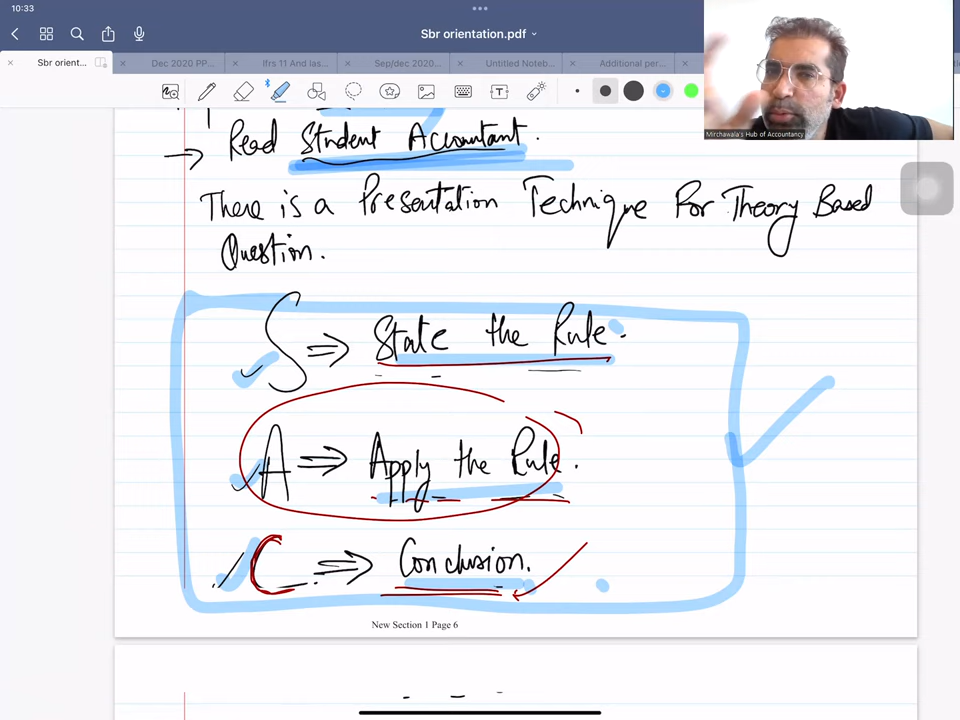 10:33
Sbr orientation.pdf
Sbr orient...
Dec 2020 PP...
Ifrs 11 And las...
Sep/dec 2020...
Untitled Noteb...
Additional per...
Mirchawala's Hub of Accountancy
→ Read Student Accountant.
There is a Presentation Technique For Theory Based
Question.
S ⇒ State the Rule.
A ⇒ Apply the Rule.
C ⇒ Conclusion.
New Section 1 Page 6